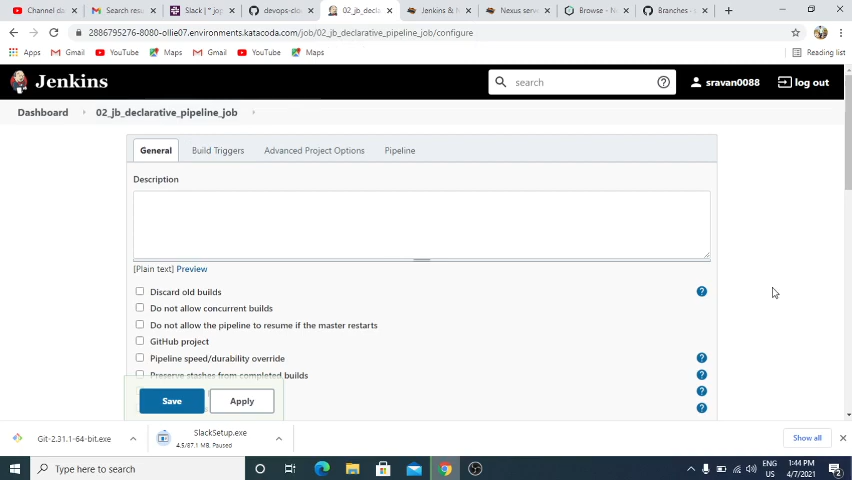 Channel da
Search resu
Slack | * jop
devops-clo
02_jb_decla
Jenkins & N
Nexus serve
Browse - N
Branches -
2886795276-8080-ollie07.environments.katacoda.com/job/02_jb_declarative_pipeline_job/configure
Apps
Gmail
YouTube
Maps
Gmail
YouTube
Maps
Reading list
Jenkins
search
sravan0088
log out
Dashboard
02_jb_declarative_pipeline_job
General
Build Triggers
Advanced Project Options
Pipeline
Description
[Plain text] Preview
Discard old builds
Do not allow concurrent builds
Do not allow the pipeline to resume if the master restarts
GitHub project
Pipeline speed/durability override
Preserve stashes from completed builds
Save
Apply
Git-2.31.1-64-bit.exe
SlackSetup.exe
4.5/87.1 MB, Paused
Show all
Type here to search
ENG
US
1:44 PM
4/7/2021
2